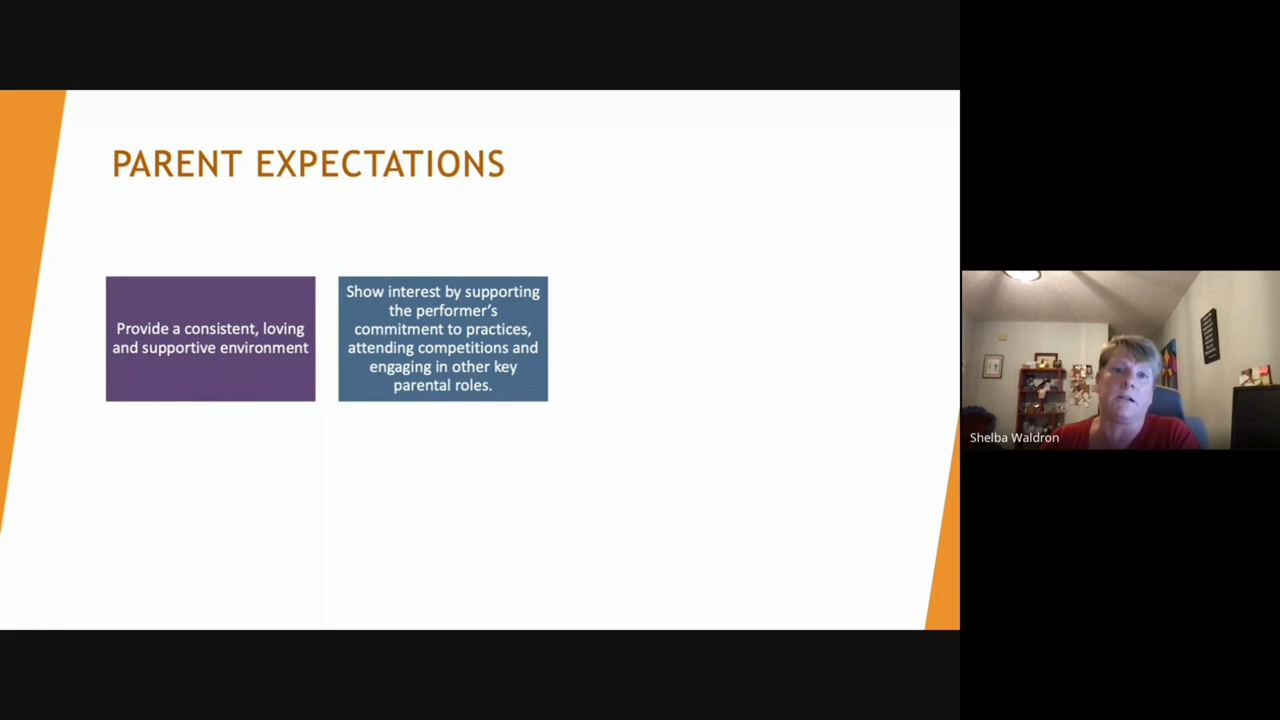 PARENT EXPECTATIONS
Provide a consistent, loving
and supportive environment
Show interest by supporting
the performer’s
commitment to practices,
attending competitions and
engaging in other key
parental roles.
Shelba Waldron